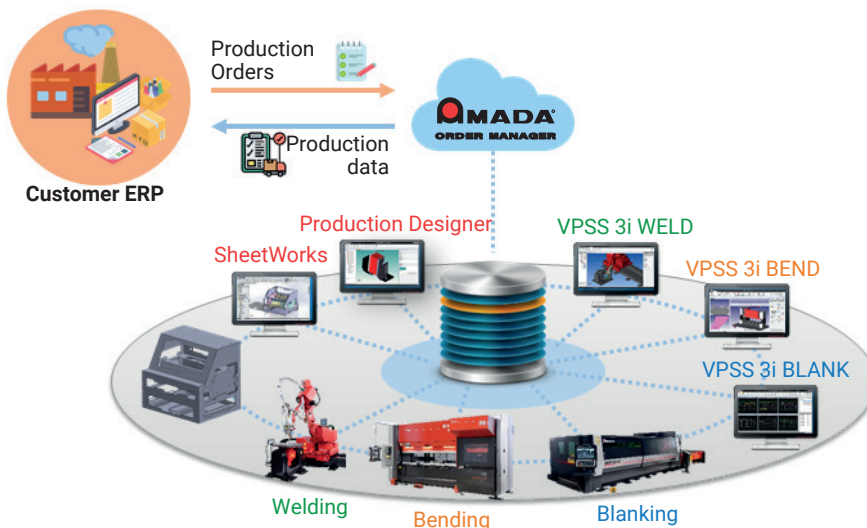 Production
Orders
AMADA
ORDER MANAGER
Production
data
Customer ERP
Production Designer
VPSS 3i WELD
SheetWorks
VPSS 3i BEND
VPSS 3i BLANK
Welding
Bending
Blanking